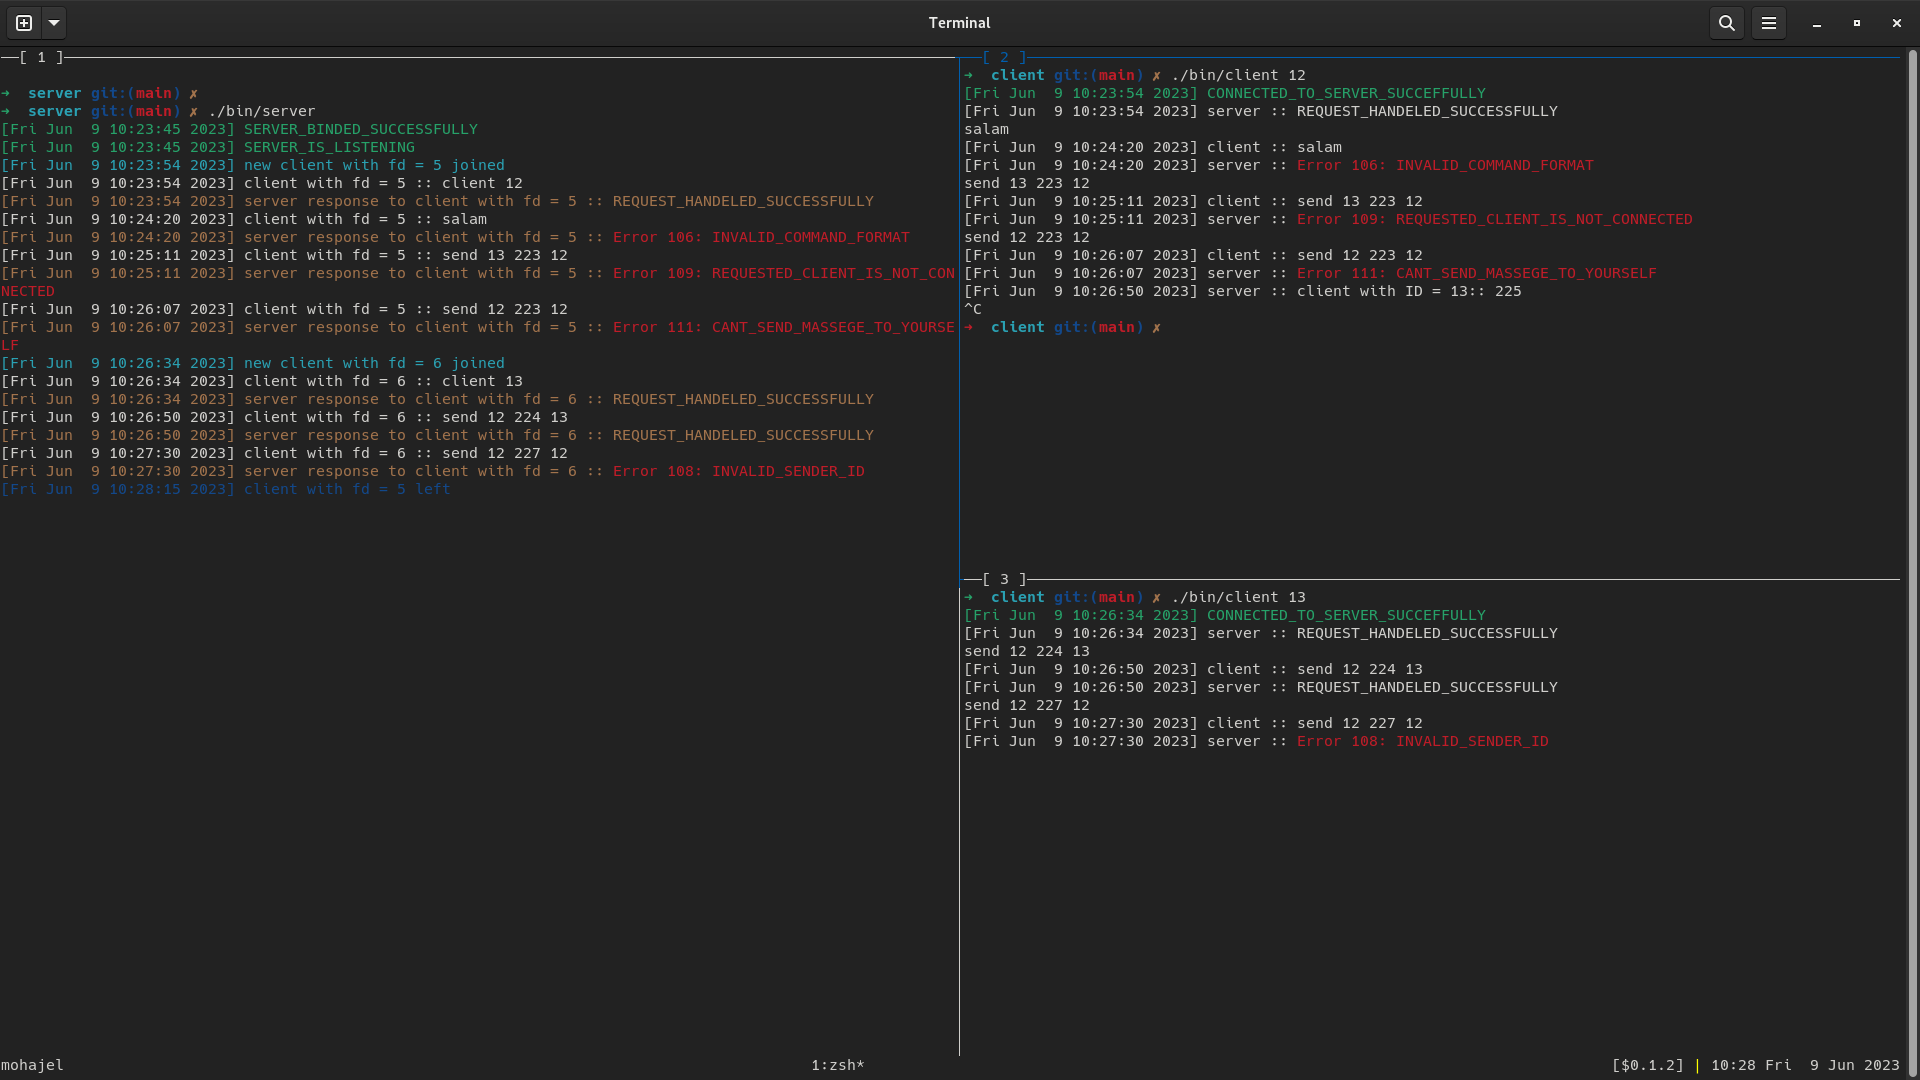 Terminal
──[ 1 ]──
➜  server git:(main) ✗
➜  server git:(main) ✗ ./bin/server
[Fri Jun  9 10:23:45 2023] SERVER_BINDED_SUCCESSFULLY
[Fri Jun  9 10:23:45 2023] SERVER_IS_LISTENING
[Fri Jun  9 10:23:54 2023] new client with fd = 5 joined
[Fri Jun  9 10:23:54 2023] client with fd = 5 :: client 12
[Fri Jun  9 10:23:54 2023] server response to client with fd = 5 :: REQUEST_HANDELED_SUCCESSFULLY
[Fri Jun  9 10:24:20 2023] client with fd = 5 :: salam
[Fri Jun  9 10:24:20 2023] server response to client with fd = 5 :: Error 106: INVALID_COMMAND_FORMAT
[Fri Jun  9 10:25:11 2023] client with fd = 5 :: send 13 223 12
[Fri Jun  9 10:25:11 2023] server response to client with fd = 5 :: Error 109: REQUESTED_CLIENT_IS_NOT_CON
NECTED
[Fri Jun  9 10:26:07 2023] client with fd = 5 :: send 12 223 12
[Fri Jun  9 10:26:07 2023] server response to client with fd = 5 :: Error 111: CANT_SEND_MASSEGE_TO_YOURSE
LF
[Fri Jun  9 10:26:34 2023] new client with fd = 6 joined
[Fri Jun  9 10:26:34 2023] client with fd = 6 :: client 13
[Fri Jun  9 10:26:34 2023] server response to client with fd = 6 :: REQUEST_HANDELED_SUCCESSFULLY
[Fri Jun  9 10:26:50 2023] client with fd = 6 :: send 12 224 13
[Fri Jun  9 10:26:50 2023] server response to client with fd = 6 :: REQUEST_HANDELED_SUCCESSFULLY
[Fri Jun  9 10:27:30 2023] client with fd = 6 :: send 12 227 12
[Fri Jun  9 10:27:30 2023] server response to client with fd = 6 :: Error 108: INVALID_SENDER_ID
[Fri Jun  9 10:28:15 2023] client with fd = 5 left
──[ 2 ]──
➜  client git:(main) ✗ ./bin/client 12
[Fri Jun  9 10:23:54 2023] CONNECTED_TO_SERVER_SUCCEFFULLY
[Fri Jun  9 10:23:54 2023] server :: REQUEST_HANDELED_SUCCESSFULLY
salam
[Fri Jun  9 10:24:20 2023] client :: salam
[Fri Jun  9 10:24:20 2023] server :: Error 106: INVALID_COMMAND_FORMAT
send 13 223 12
[Fri Jun  9 10:25:11 2023] client :: send 13 223 12
[Fri Jun  9 10:25:11 2023] server :: Error 109: REQUESTED_CLIENT_IS_NOT_CONNECTED
send 12 223 12
[Fri Jun  9 10:26:07 2023] client :: send 12 223 12
[Fri Jun  9 10:26:07 2023] server :: Error 111: CANT_SEND_MASSEGE_TO_YOURSELF
[Fri Jun  9 10:26:50 2023] server :: client with ID = 13:: 225
^C
➜  client git:(main) ✗
──[ 3 ]──
➜  client git:(main) ✗ ./bin/client 13
[Fri Jun  9 10:26:34 2023] CONNECTED_TO_SERVER_SUCCEFFULLY
[Fri Jun  9 10:26:34 2023] server :: REQUEST_HANDELED_SUCCESSFULLY
send 12 224 13
[Fri Jun  9 10:26:50 2023] client :: send 12 224 13
[Fri Jun  9 10:26:50 2023] server :: REQUEST_HANDELED_SUCCESSFULLY
send 12 227 12
[Fri Jun  9 10:27:30 2023] client :: send 12 227 12
[Fri Jun  9 10:27:30 2023] server :: Error 108: INVALID_SENDER_ID
mohajel 1:zsh* [$0.1.2] | 10:28 Fri  9 Jun 2023